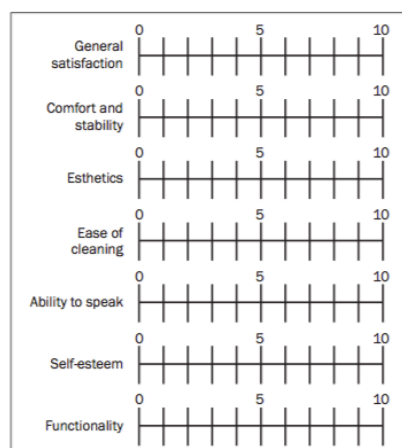 0 5 10
General
satisfaction
0 5 10
Comfort and
stability
0 5 10
Esthetics
0 5 10
Ease of
cleaning
0 5 10
Ability to speak
0 5 10
Self-esteem
0 5 10
Functionality